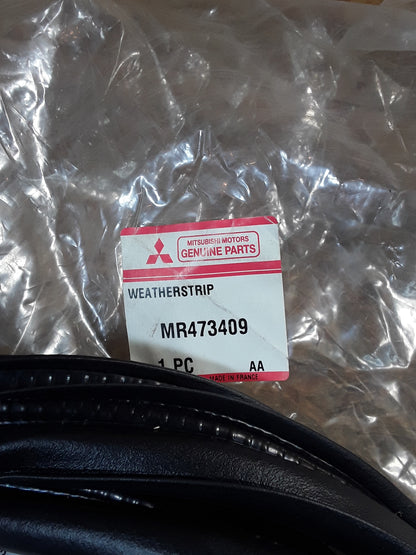 MITSUBISHI MOTORS
GENUINE PARTS
WEATHERSTRIP
MR473409
1 PC AA
MADE IN FRANCE